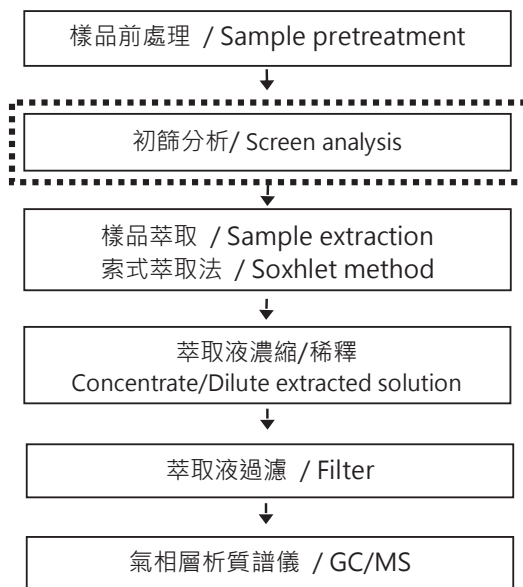 樣品前處理 / Sample pretreatment
初篩分析/ Screen analysis
樣品萃取 / Sample extraction
索式萃取法 / Soxhlet method
萃取液濃縮/稀釋
Concentrate/Dilute extracted solution
萃取液過濾 / Filter
氣相層析質譜儀 / GC/MS